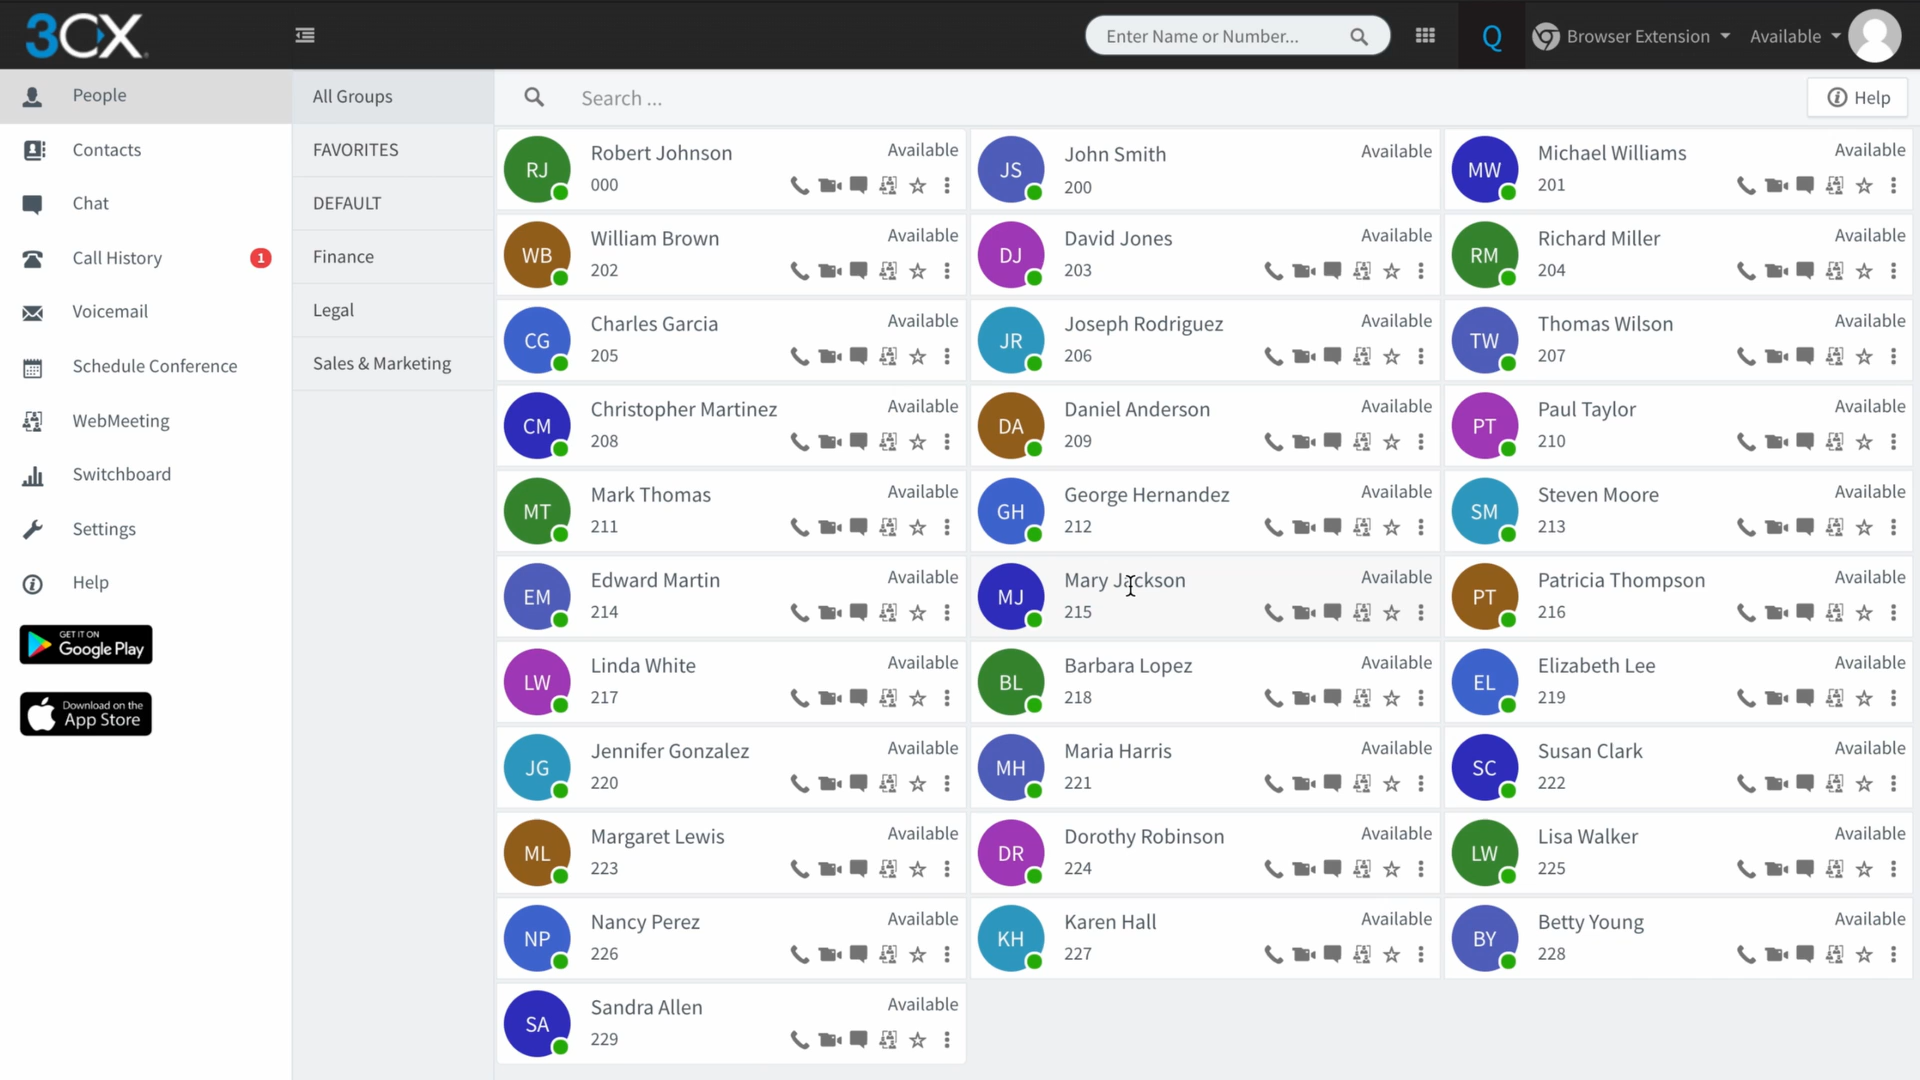 3CX
Enter Name or Number...
Q
Browser Extension
Available
People
Contacts
Chat
Call History
1
Voicemail
Schedule Conference
WebMeeting
Switchboard
Settings
Help
GET IT ON
Google Play
Download on the
App Store
All Groups
FAVORITES
DEFAULT
Finance
Legal
Sales & Marketing
Search ...
Help
RJ
Robert Johnson
Available
000
JS
John Smith
Available
200
MW
Michael Williams
Available
201
WB
William Brown
Available
202
DJ
David Jones
Available
203
RM
Richard Miller
Available
204
CG
Charles Garcia
Available
205
JR
Joseph Rodriguez
Available
206
TW
Thomas Wilson
Available
207
CM
Christopher Martinez
Available
208
DA
Daniel Anderson
Available
209
PT
Paul Taylor
Available
210
MT
Mark Thomas
Available
211
GH
George Hernandez
Available
212
SM
Steven Moore
Available
213
EM
Edward Martin
Available
214
MJ
Mary Jackson
Available
215
PT
Patricia Thompson
Available
216
LW
Linda White
Available
217
BL
Barbara Lopez
Available
218
EL
Elizabeth Lee
Available
219
JG
Jennifer Gonzalez
Available
220
MH
Maria Harris
Available
221
SC
Susan Clark
Available
222
ML
Margaret Lewis
Available
223
DR
Dorothy Robinson
Available
224
LW
Lisa Walker
Available
225
NP
Nancy Perez
Available
226
KH
Karen Hall
Available
227
BY
Betty Young
Available
228
SA
Sandra Allen
Available
229